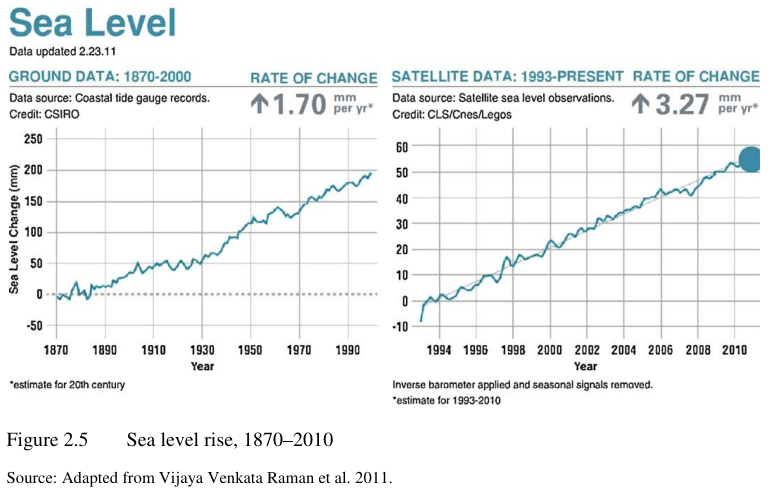 Sea Level
Data updated 2.23.11
GROUND DATA: 1870-2000
RATE OF CHANGE
Data source: Coastal tide gauge records.
Credit: CSIRO
↑1.70 mm per yr*
250
200
150
100
50
0
-50
Sea Level Change (mm)
1870 1890 1910 1930 1950 1970 1990
Year
*estimate for 20th century
SATELLITE DATA: 1993-PRESENT
RATE OF CHANGE
Data source: Satellite sea level observations.
Credit: CLS/Cnes/Legos
↑3.27 mm per yr*
60
50
40
30
20
10
0
-10
1994 1996 1998 2000 2002 2004 2006 2008 2010
Year
Inverse barometer applied and seasonal signals removed.
*estimate for 1993-2010
Figure 2.5 Sea level rise, 1870–2010
Source: Adapted from Vijaya Venkata Raman et al. 2011.